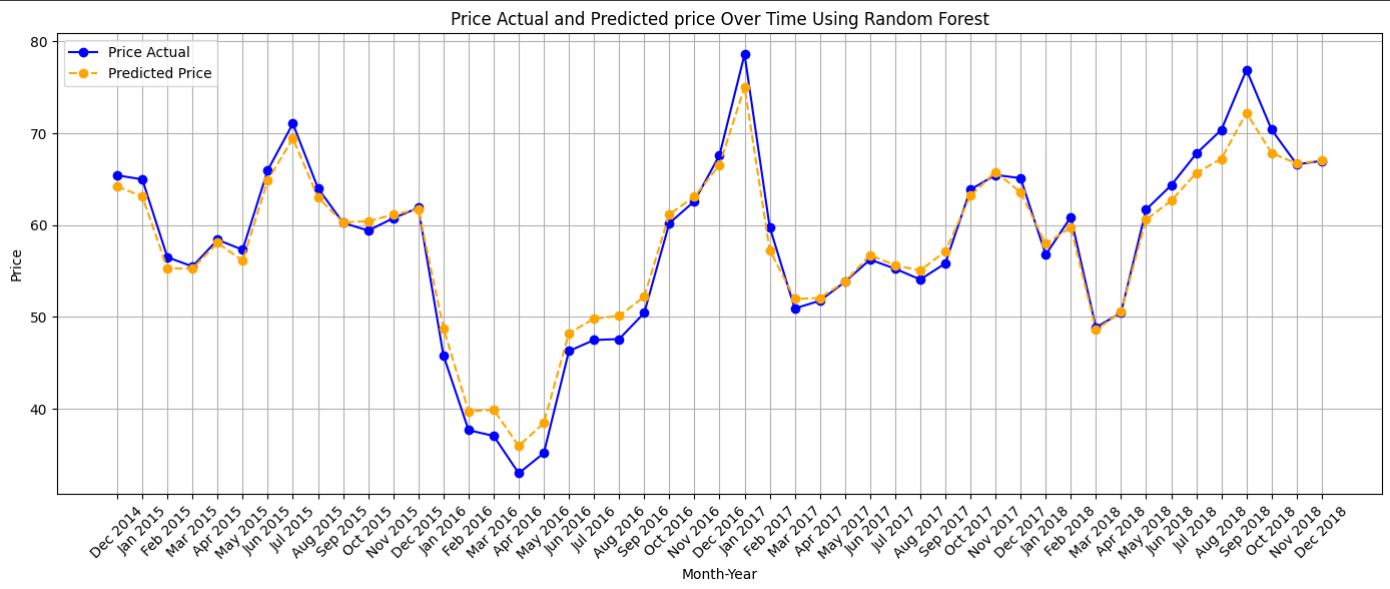 Price Actual and Predicted price Over Time Using Random Forest
Price Actual
Predicted Price
80
70
60
50
40
Price
Dec 2014
Jan 2015
Feb 2015
Mar 2015
Apr 2015
May 2015
Jun 2015
Jul 2015
Aug 2015
Sep 2015
Oct 2015
Nov 2015
Dec 2015
Jan 2016
Feb 2016
Mar 2016
Apr 2016
May 2016
Jun 2016
Jul 2016
Aug 2016
Sep 2016
Oct 2016
Nov 2016
Dec 2016
Jan 2017
Feb 2017
Mar 2017
Apr 2017
May 2017
Jun 2017
Jul 2017
Aug 2017
Sep 2017
Oct 2017
Nov 2017
Dec 2017
Jan 2018
Feb 2018
Mar 2018
Apr 2018
May 2018
Jun 2018
Jul 2018
Aug 2018
Sep 2018
Oct 2018
Nov 2018
Dec 2018
Month-Year